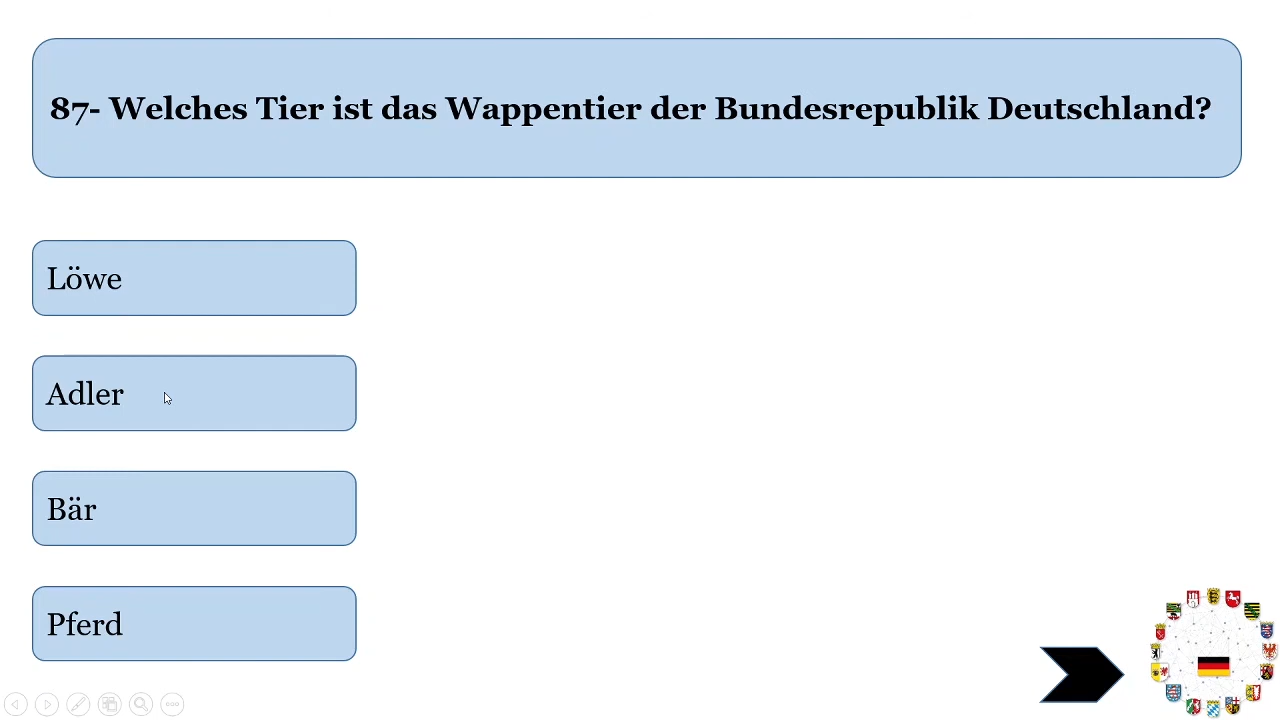 87- Welches Tier ist das Wappentier der Bundesrepublik Deutschland?
Löwe
Adler
Bär
Pferd